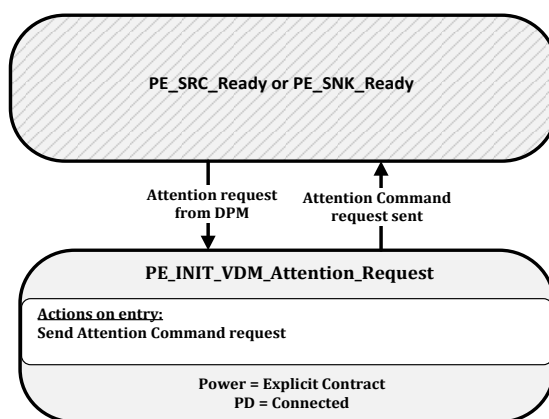 PE_SRC_Ready or PE_SNK_Ready
Attention request
from DPM
Attention Command
request sent
PE_INIT_VDM_Attention_Request
Actions on entry:
Send Attention Command request
Power = Explicit Contract
PD = Connected